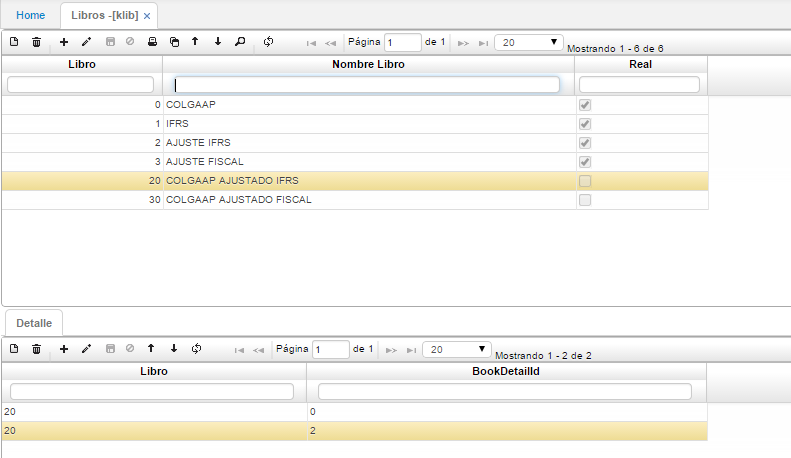 Home Libros -[klib] ×
Página 1 de 1 20 Mostrando 1 - 6 de 6
Libro Nombre Libro Real
0 COLGAAP
1 IFRS
2 AJUSTE IFRS
3 AJUSTE FISCAL
20 COLGAAP AJUSTADO IFRS
30 COLGAAP AJUSTADO FISCAL
Detalle
Página 1 de 1 20 Mostrando 1 - 2 de 2
Libro BookDetailId
20 0
20 2